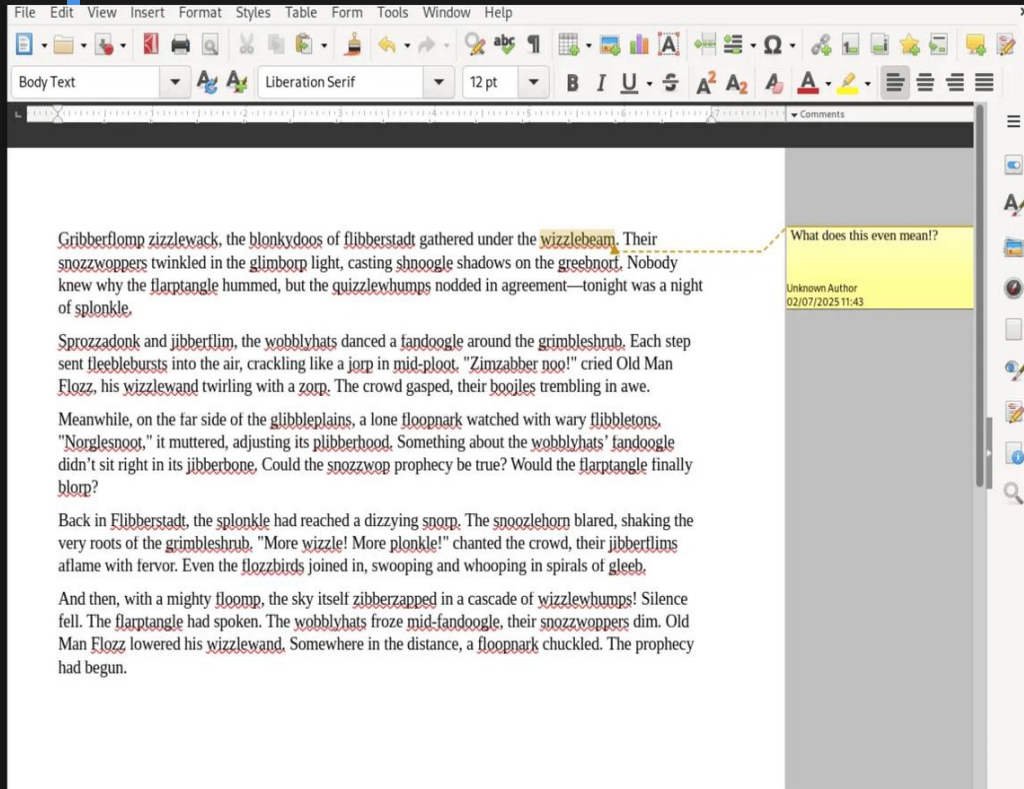 File Edit View Insert Format Styles Table Form Tools Window Help
Body Text Liberation Serif 12 pt
Comments
Gribberflomp zizzlewack, the blonkydoos of flibberstadt gathered under the wizzlebeam. Their
snozzwoppers twinkled in the glimborp light, casting shnoogle shadows on the greebnorf. Nobody
knew why the flarptangle hummed, but the quizzlewhumps nodded in agreement—tonight was a night
of splonkle.
What does this even mean!?
Unknown Author
02/07/2025 11:43
Sprozzadonk and jibberflim, the wobblyhats danced a fandoogle around the grimbleshrub. Each step
sent fleeblebursts into the air, crackling like a jorp in mid-ploot. "Zimzabber noo!" cried Old Man
Flozz, his wizzlewand twirling with a zorp. The crowd gasped, their boojles trembling in awe.
Meanwhile, on the far side of the glibbleplains, a lone floopnark watched with wary flibbletons.
"Norglesnoot," it muttered, adjusting its plibberhood. Something about the wobblyhats’ fandoogle
didn’t sit right in its jibberbone. Could the snozzwop prophecy be true? Would the flarptangle finally
blorp?
Back in Flibberstadt, the splonkle had reached a dizzying snorp. The snoozlehorn blared, shaking the
very roots of the grimbleshrub. "More wizzle! More plonkle!" chanted the crowd, their jibberflims
aflame with fervor. Even the flozzbirds joined in, swooping and whooping in spirals of gleeb.
And then, with a mighty floomp, the sky itself zibberzapped in a cascade of wizzlewhumps! Silence
fell. The flarptangle had spoken. The wobblyhats froze mid-fandoogle, their snozzwoppers dim. Old
Man Flozz lowered his wizzlewand. Somewhere in the distance, a floopnark chuckled. The prophecy
had begun.